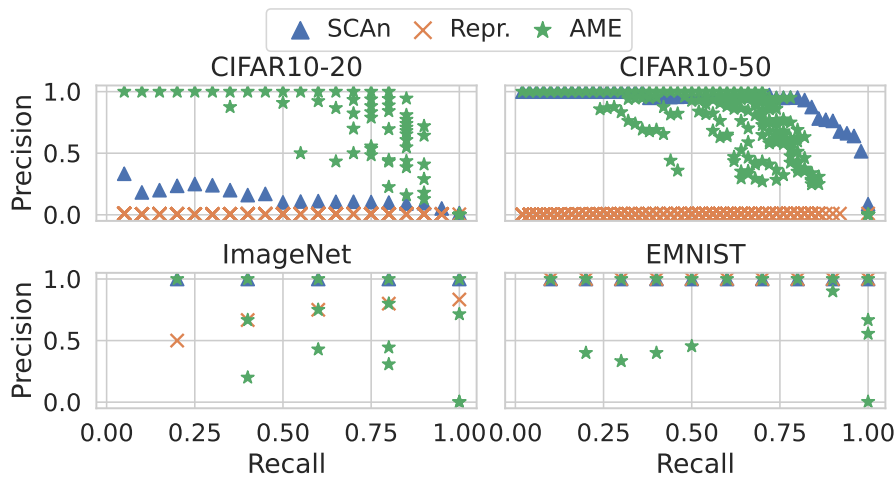 SCAn Repr. AME
CIFAR10-20 CIFAR10-50
Precision
1.0
0.5
0.0
ImageNet EMNIST
Precision
1.0
0.5
0.0
0.00 0.25 0.50 0.75 1.00 0.00 0.25 0.50 0.75 1.00
Recall Recall